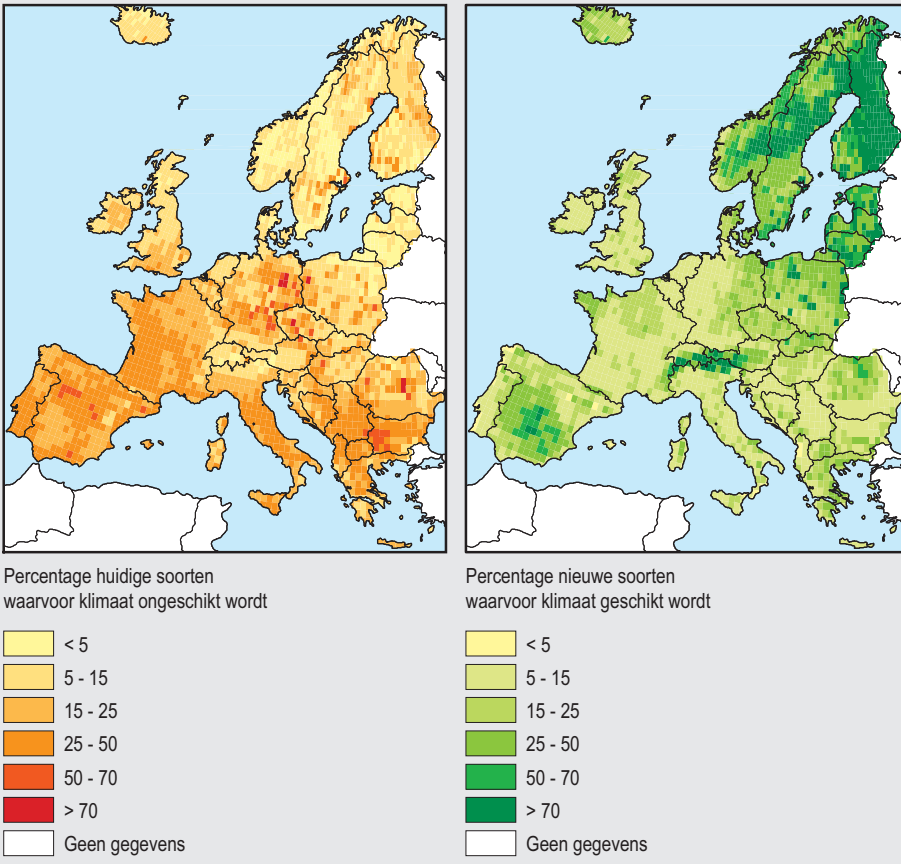 Percentage huidige soorten
waarvoor klimaat ongeschikt wordt
< 5
5 - 15
15 - 25
25 - 50
50 - 70
> 70
Geen gegevens
Percentage nieuwe soorten
waarvoor klimaat geschikt wordt
< 5
5 - 15
15 - 25
25 - 50
50 - 70
> 70
Geen gegevens